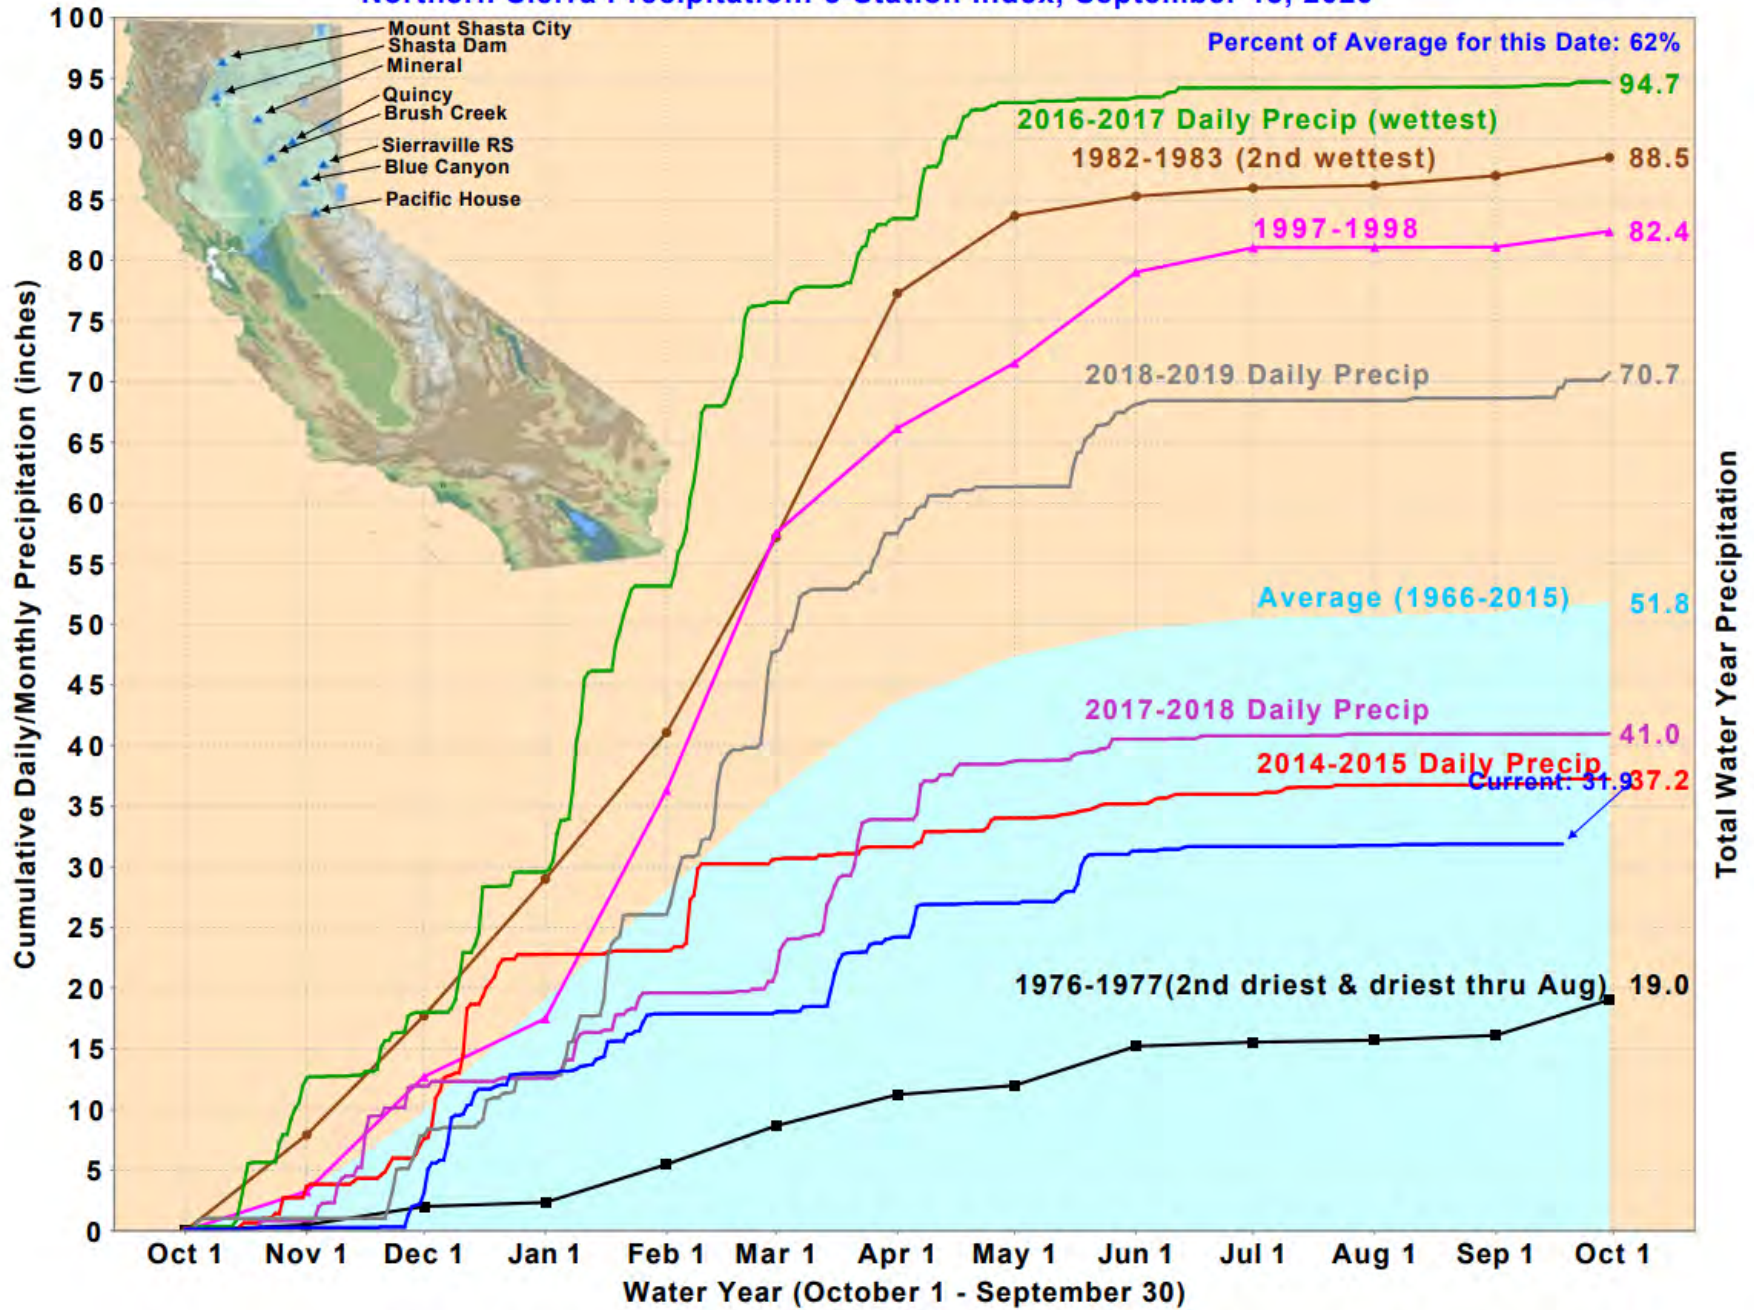 Percent of Average for this Date: 62%
Mount Shasta City
Shasta Dam
Mineral
Quincy
Brush Creek
Sierraville RS
Blue Canyon
Pacific House
94.7
2016-2017 Daily Precip (wettest)
1982-1983 (2nd wettest)
88.5
1997-1998
82.4
2018-2019 Daily Precip
70.7
Average (1966-2015)
51.8
2017-2018 Daily Precip
41.0
2014-2015 Daily Precip
Current: 31.9
37.2
1976-1977(2nd driest & driest thru Aug)
19.0
100
95
90
85
80
75
70
65
60
55
50
45
40
35
30
25
20
15
10
5
0
Cumulative Daily/Monthly Precipitation (inches)
Total Water Year Precipitation
Oct 1 Nov 1 Dec 1 Jan 1 Feb 1 Mar 1 Apr 1 May 1 Jun 1 Jul 1 Aug 1 Sep 1 Oct 1
Water Year (October 1 - September 30)